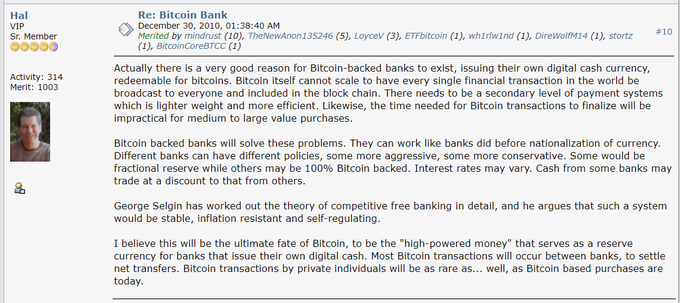 Hal
VIP
Sr. Member
Activity: 314
Merit: 1003
Re: Bitcoin Bank
December 30, 2010, 01:38:40 AM
Merited by mindrust (10), TheNewAnon135246 (5), LoyceV (3), ETFbitcoin (1), wh1rlw1nd (1), DireWolfM14 (1), stortz
(1), BitcoinCoreBTCC (1)
#10
Actually there is a very good reason for Bitcoin-backed banks to exist, issuing their own digital cash currency,
redeemable for bitcoins. Bitcoin itself cannot scale to have every single financial transaction in the world be
broadcast to everyone and included in the block chain. There needs to be a secondary level of payment systems
which is lighter weight and more efficient. Likewise, the time needed for Bitcoin transactions to finalize will be
impractical for medium to large value purchases.
Bitcoin backed banks will solve these problems. They can work like banks did before nationalization of currency.
Different banks can have different policies, some more aggressive, some more conservative. Some would be
fractional reserve while others may be 100% Bitcoin backed. Interest rates may vary. Cash from some banks may
trade at a discount to that from others.
George Selgin has worked out the theory of competitive free banking in detail, and he argues that such a system
would be stable, inflation resistant and self-regulating.
I believe this will be the ultimate fate of Bitcoin, to be the "high-powered money" that serves as a reserve
currency for banks that issue their own digital cash. Most Bitcoin transactions will occur between banks, to settle
net transfers. Bitcoin transactions by private individuals will be as rare as... well, as Bitcoin based purchases are
today.